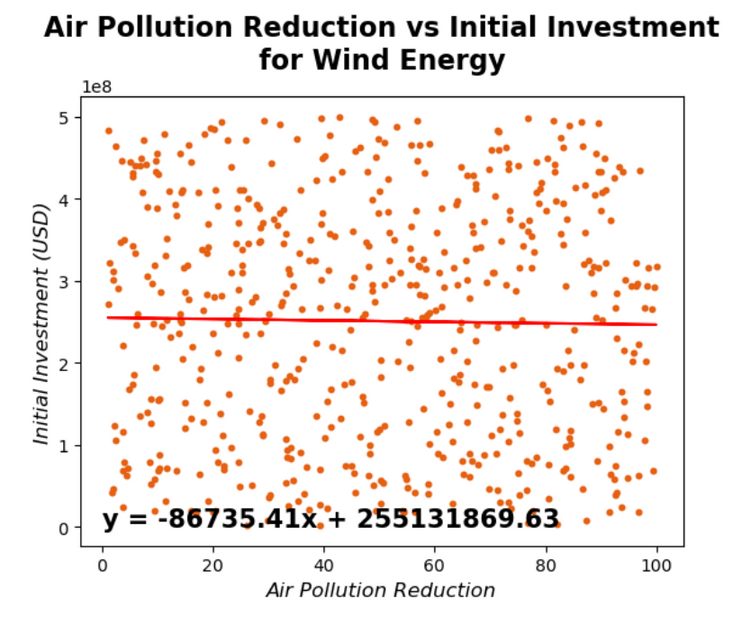 Air Pollution Reduction vs Initial Investment
for Wind Energy
1e8
5
4
3
2
1
0
Initial Investment (USD)
y = -86735.41x + 255131869.63
0 20 40 60 80 100
Air Pollution Reduction